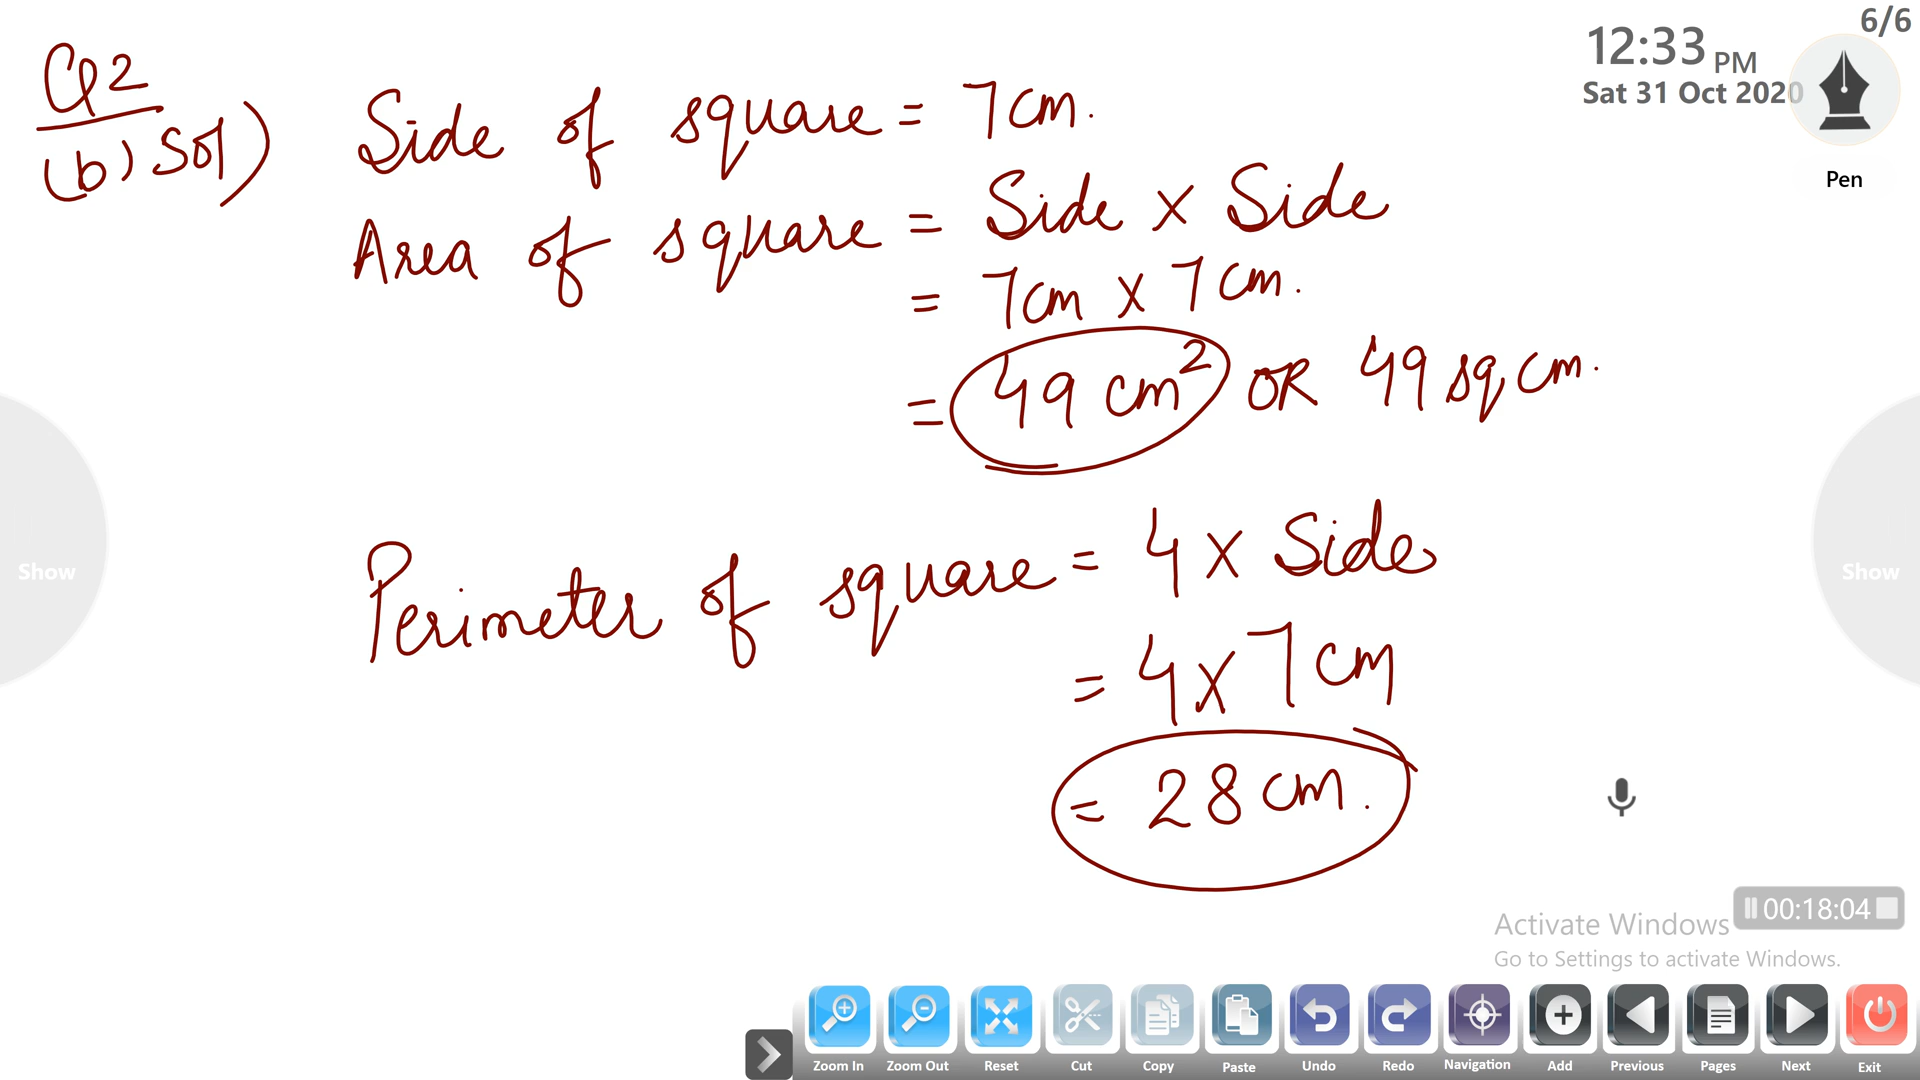 6/6
12:33 PM
Sat 31 Oct 2020
Pen
Q2
(b) Sol)
Side of square = 7cm.
Area of square = Side × Side
= 7cm × 7cm.
= 49 cm² OR 49 sq cm.
Perimeter of square = 4 × Side
= 4 × 7cm
= 28 cm.
Show
Show
00:18:04
Activate Windows
Go to Settings to activate Windows.
Zoom In Zoom Out Reset Cut Copy Paste Undo Redo Navigation Add Previous Pages Next Exit